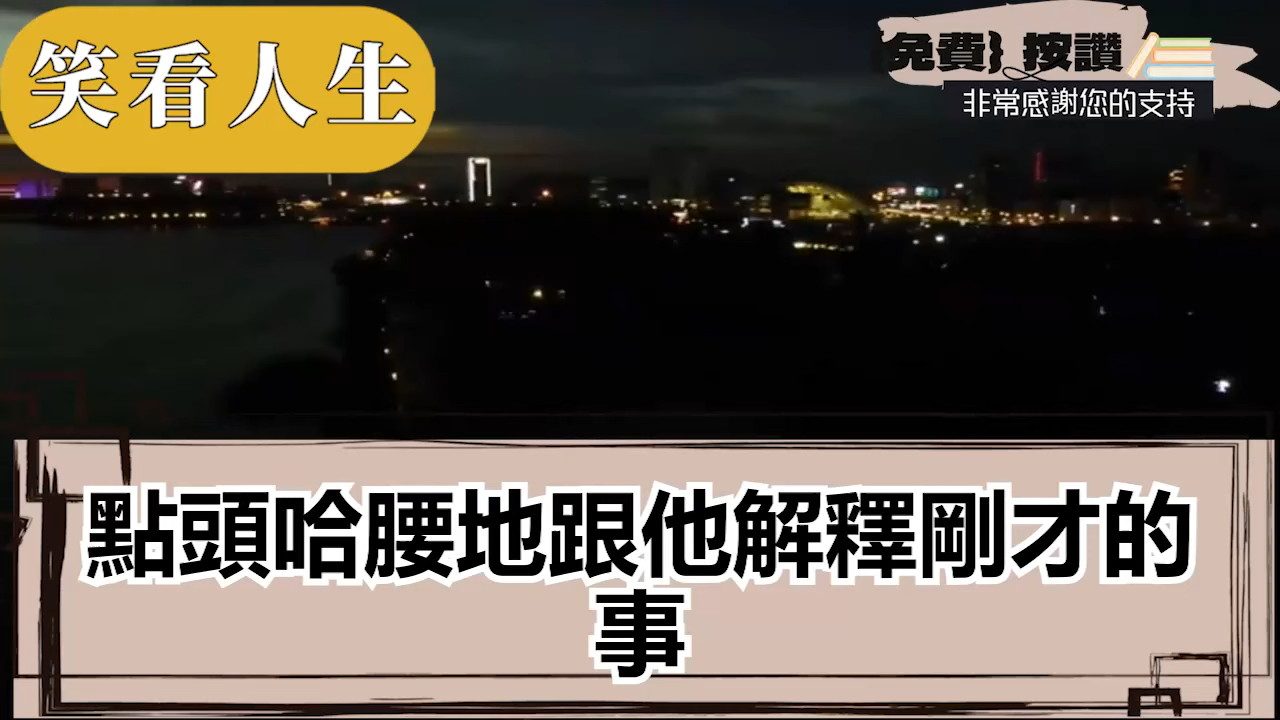 笑看人生
免費 按讚
非常感謝您的支持
點頭哈腰地跟他解釋剛才的
事